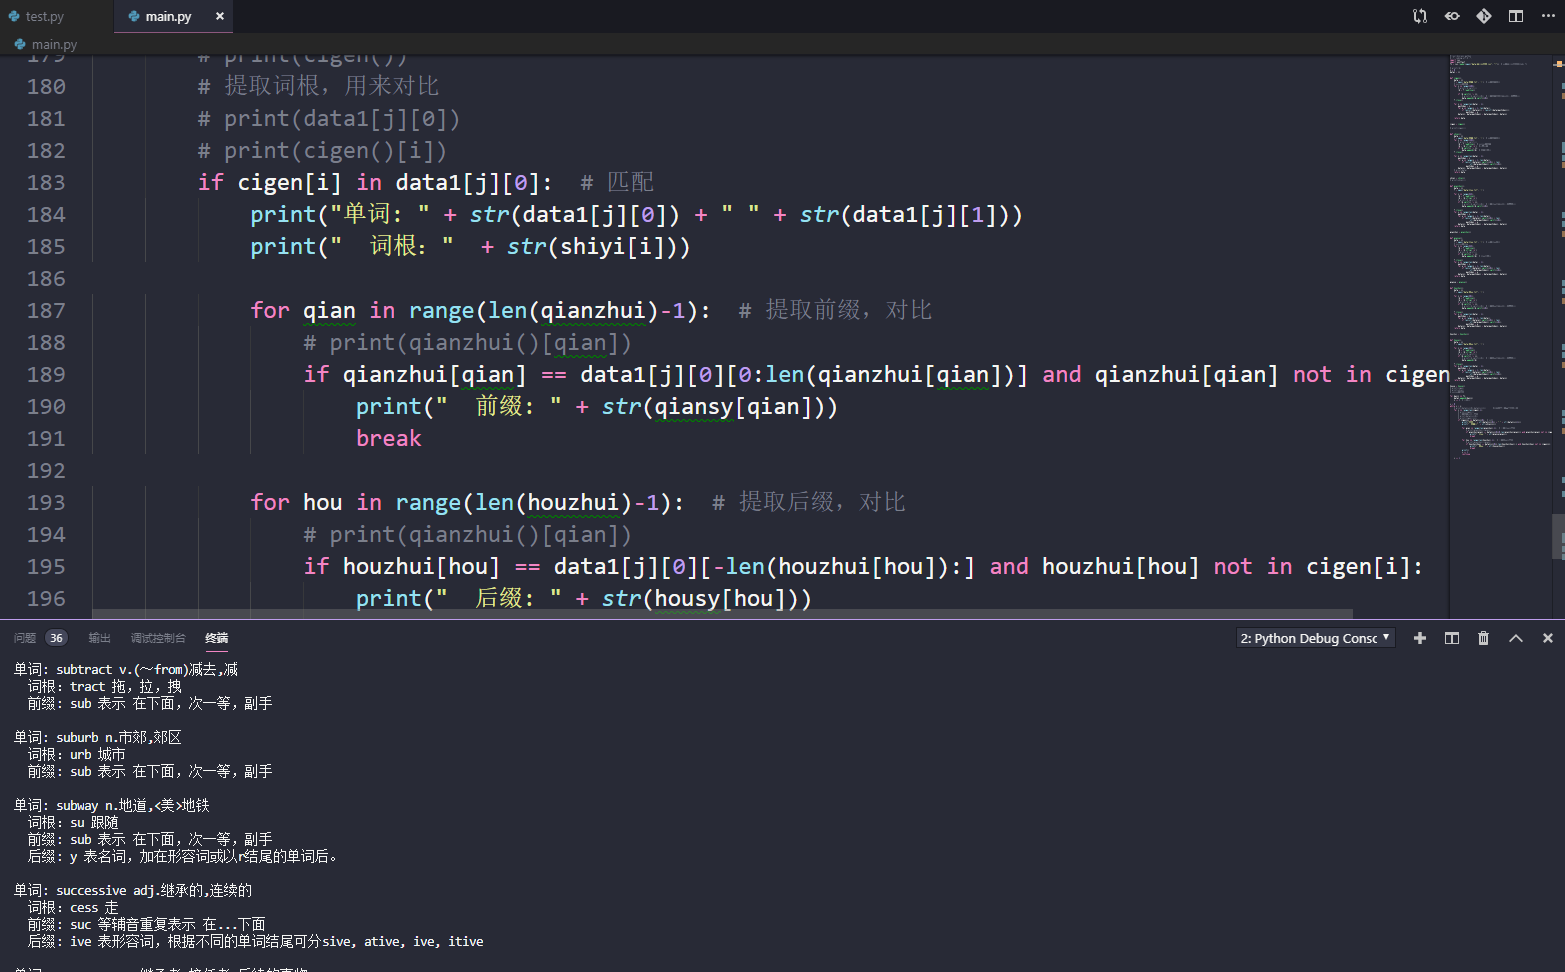 test.py
main.py
main.py
179 # print(cigen())
180 # 提取词根，用来对比
181 # print(data1[j][0])
182 # print(cigen()[i])
183 if cigen[i] in data1[j][0]:  # 匹配
184 print("单词: " + str(data1[j][0]) + " " + str(data1[j][1]))
185 print("  词根: "  + str(shiyi[i]))
186
187 for qian in range(len(qianzhui)-1):  # 提取前缀，对比
188 # print(qianzhui()[qian])
189 if qianzhui[qian] == data1[j][0][0:len(qianzhui[qian])] and qianzhui[qian] not in cigen
190 print("  前缀: " + str(qiansy[qian]))
191 break
192
193 for hou in range(len(houzhui)-1):  # 提取后缀，对比
194 # print(qianzhui()[qian])
195 if houzhui[hou] == data1[j][0][-len(houzhui[hou]):] and houzhui[hou] not in cigen[i]:
196 print("  后缀: " + str(housy[hou]))
问题 36 输出 调试控制台 终端 2: Python Debug Consc
单词: subtract v.(～from)减去,减
词根: tract 拖，拉，拽
前缀: sub 表示 在下面，次一等，副手
单词: suburb n.市郊,郊区
词根: urb 城市
前缀: sub 表示 在下面，次一等，副手
单词: subway n.地道,<美>地铁
词根: su 跟随
前缀: sub 表示 在下面，次一等，副手
后缀: y 表名词，加在形容词或以r结尾的单词后。
单词: successive adj.继承的,连续的
词根: cess 走
前缀: suc 等辅音重复表示 在...下面
后缀: ive 表形容词，根据不同的单词结尾可分sive, ative, ive, itive